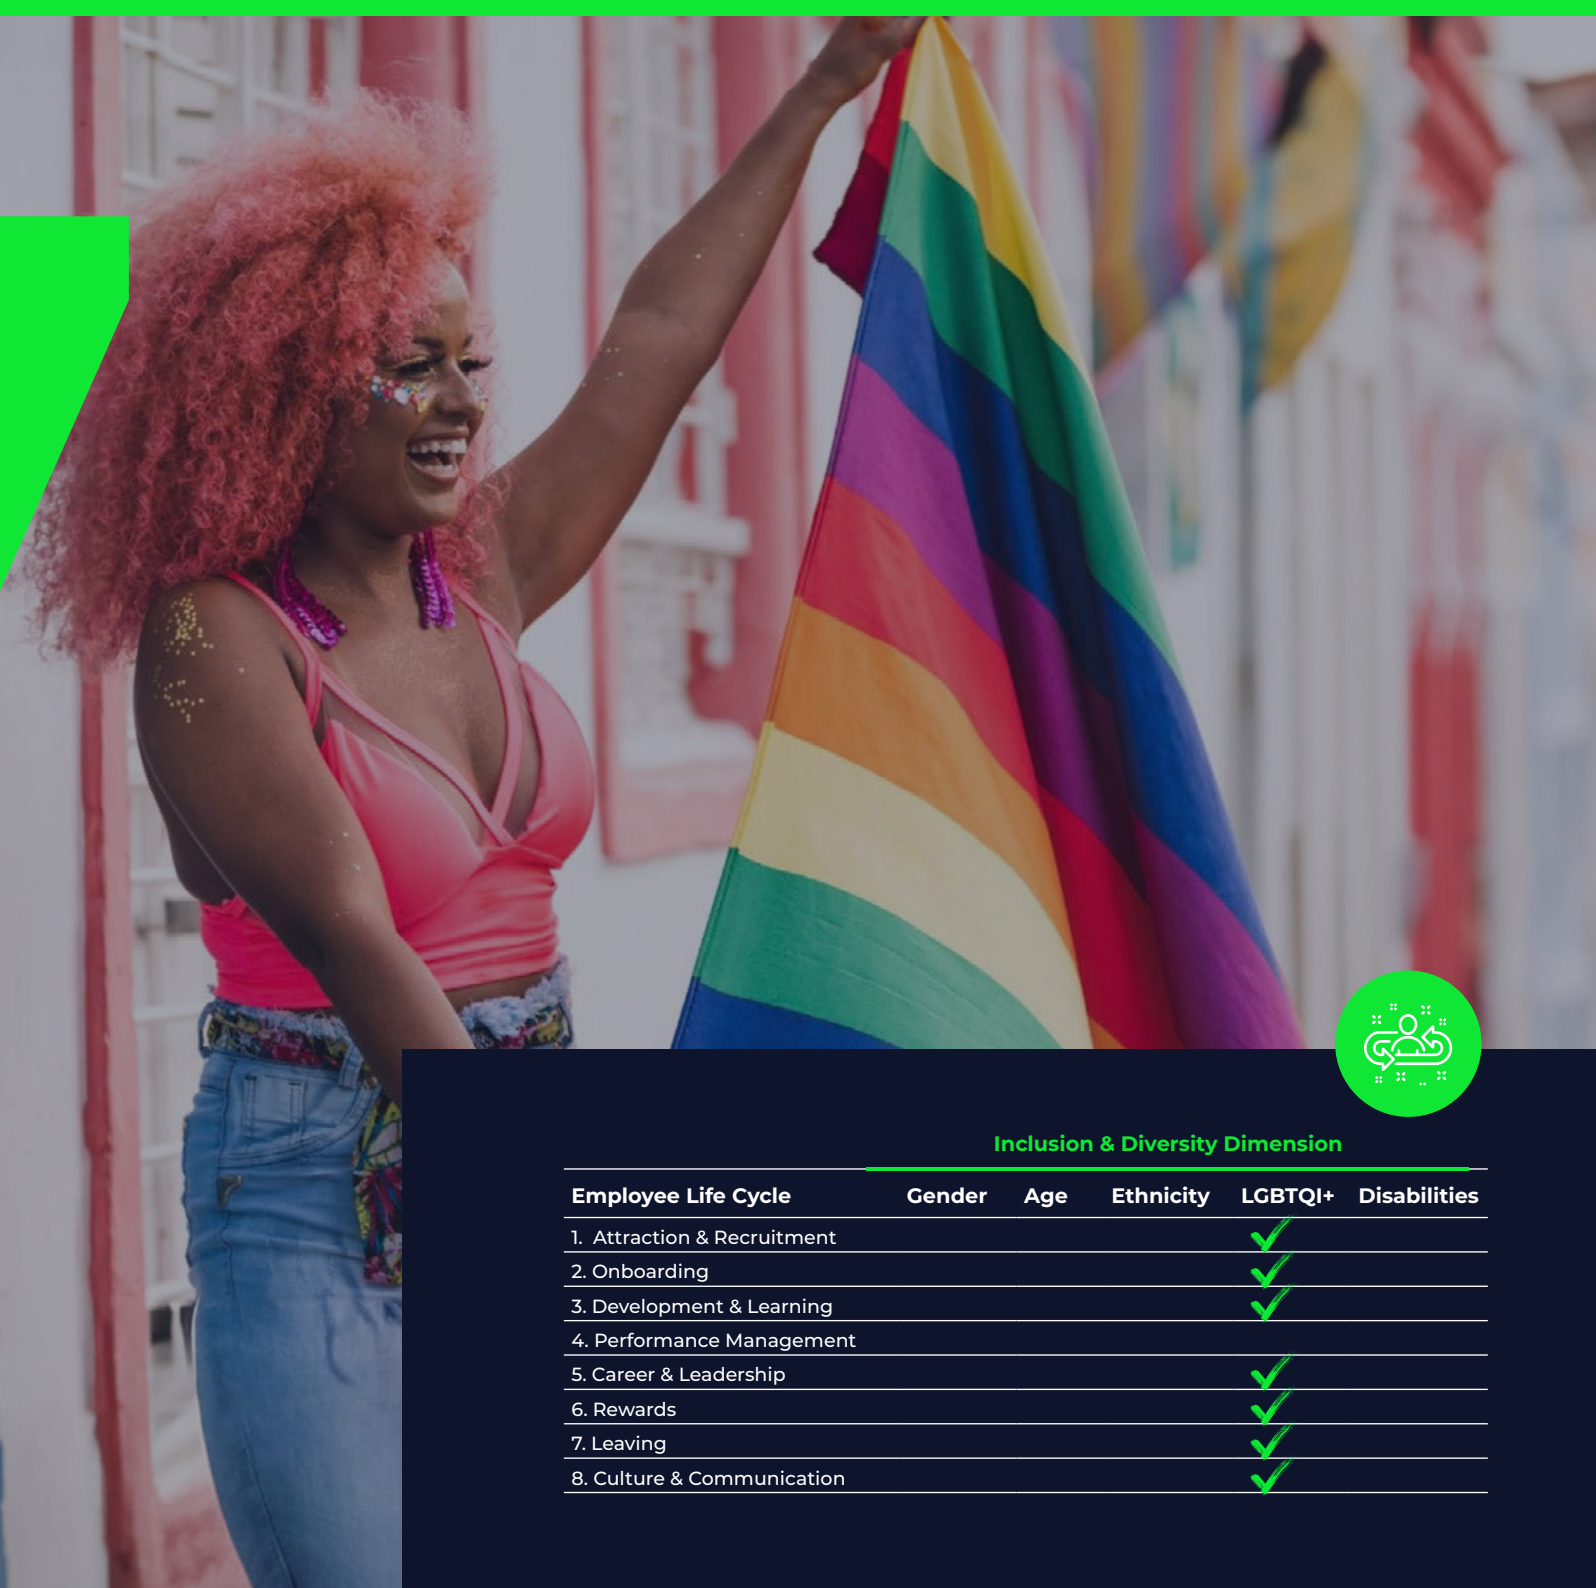 Inclusion & Diversity Dimension
Employee Life Cycle Gender Age Ethnicity LGBTQI+ Disabilities
1. Attraction & Recruitment ✓
2. Onboarding ✓
3. Development & Learning ✓
4. Performance Management
5. Career & Leadership ✓
6. Rewards ✓
7. Leaving ✓
8. Culture & Communication ✓